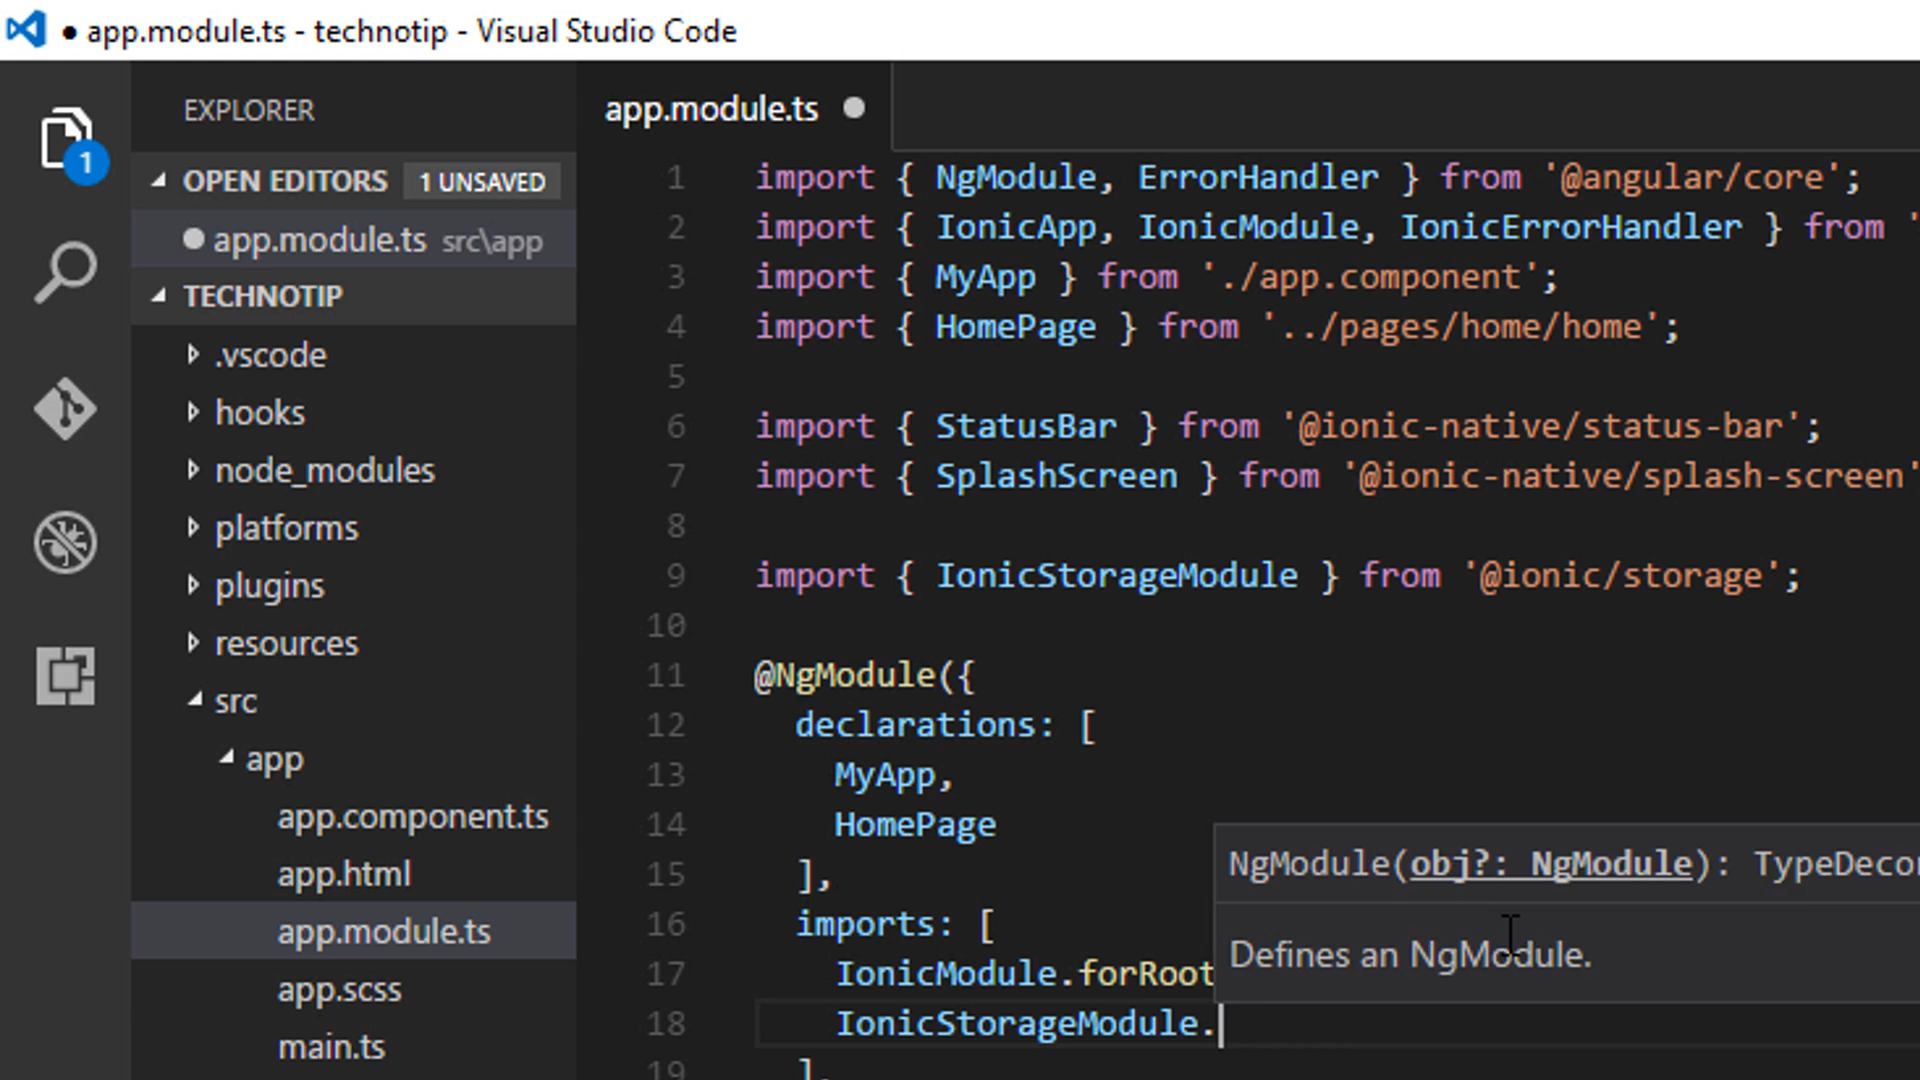 ● app.module.ts - technotip - Visual Studio Code
EXPLORER
1
OPEN EDITORS 1 UNSAVED
app.module.ts src\app
TECHNOTIP
.vscode
hooks
node_modules
platforms
plugins
resources
src
app
app.component.ts
app.html
app.module.ts
app.scss
main.ts
app.module.ts
1 import { NgModule, ErrorHandler } from '@angular/core';
2 import { IonicApp, IonicModule, IonicErrorHandler } from '
3 import { MyApp } from './app.component';
4 import { HomePage } from '../pages/home/home';
5
6 import { StatusBar } from '@ionic-native/status-bar';
7 import { SplashScreen } from '@ionic-native/splash-screen'
8
9 import { IonicStorageModule } from '@ionic/storage';
10
11 @NgModule({
12 declarations: [
13 MyApp,
14 HomePage
15 ],
16 imports: [
17 IonicModule.forRoot
18 IonicStorageModule.
19 ],
NgModule(obj?: NgModule): TypeDecor
Defines an NgModule.